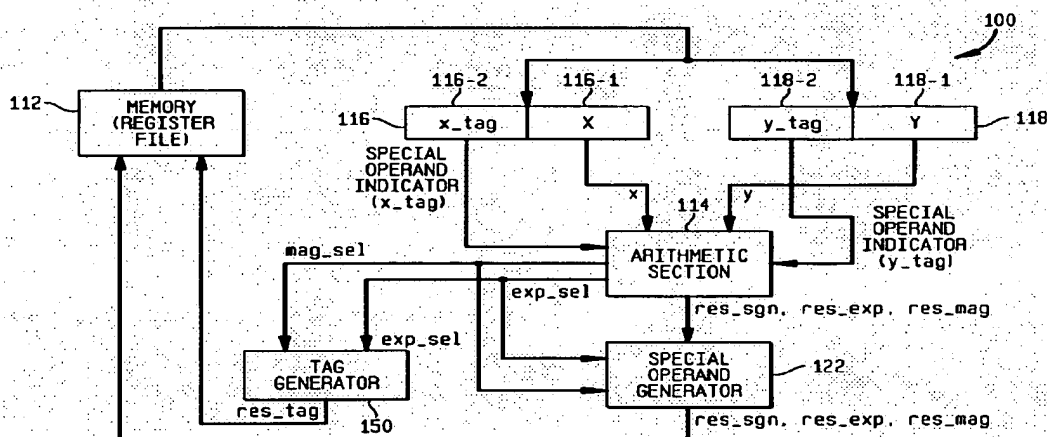 100
116-2
116-1
118-2
118-1
112
MEMORY
(REGISTER
FILE)
116
x_tag
X
y_tag
Y
118
SPECIAL
OPERAND
INDICATOR
(x_tag)
x
y
114
SPECIAL
OPERAND
INDICATOR
(y_tag)
ARITHMETIC
SECTION
mag_sel
exp_sel
res_sgn, res_exp, res_mag
exp_sel
TAG
GENERATOR
SPECIAL
OPERAND
GENERATOR
122
res_tag
150
res_sgn, res_exp, res_mag